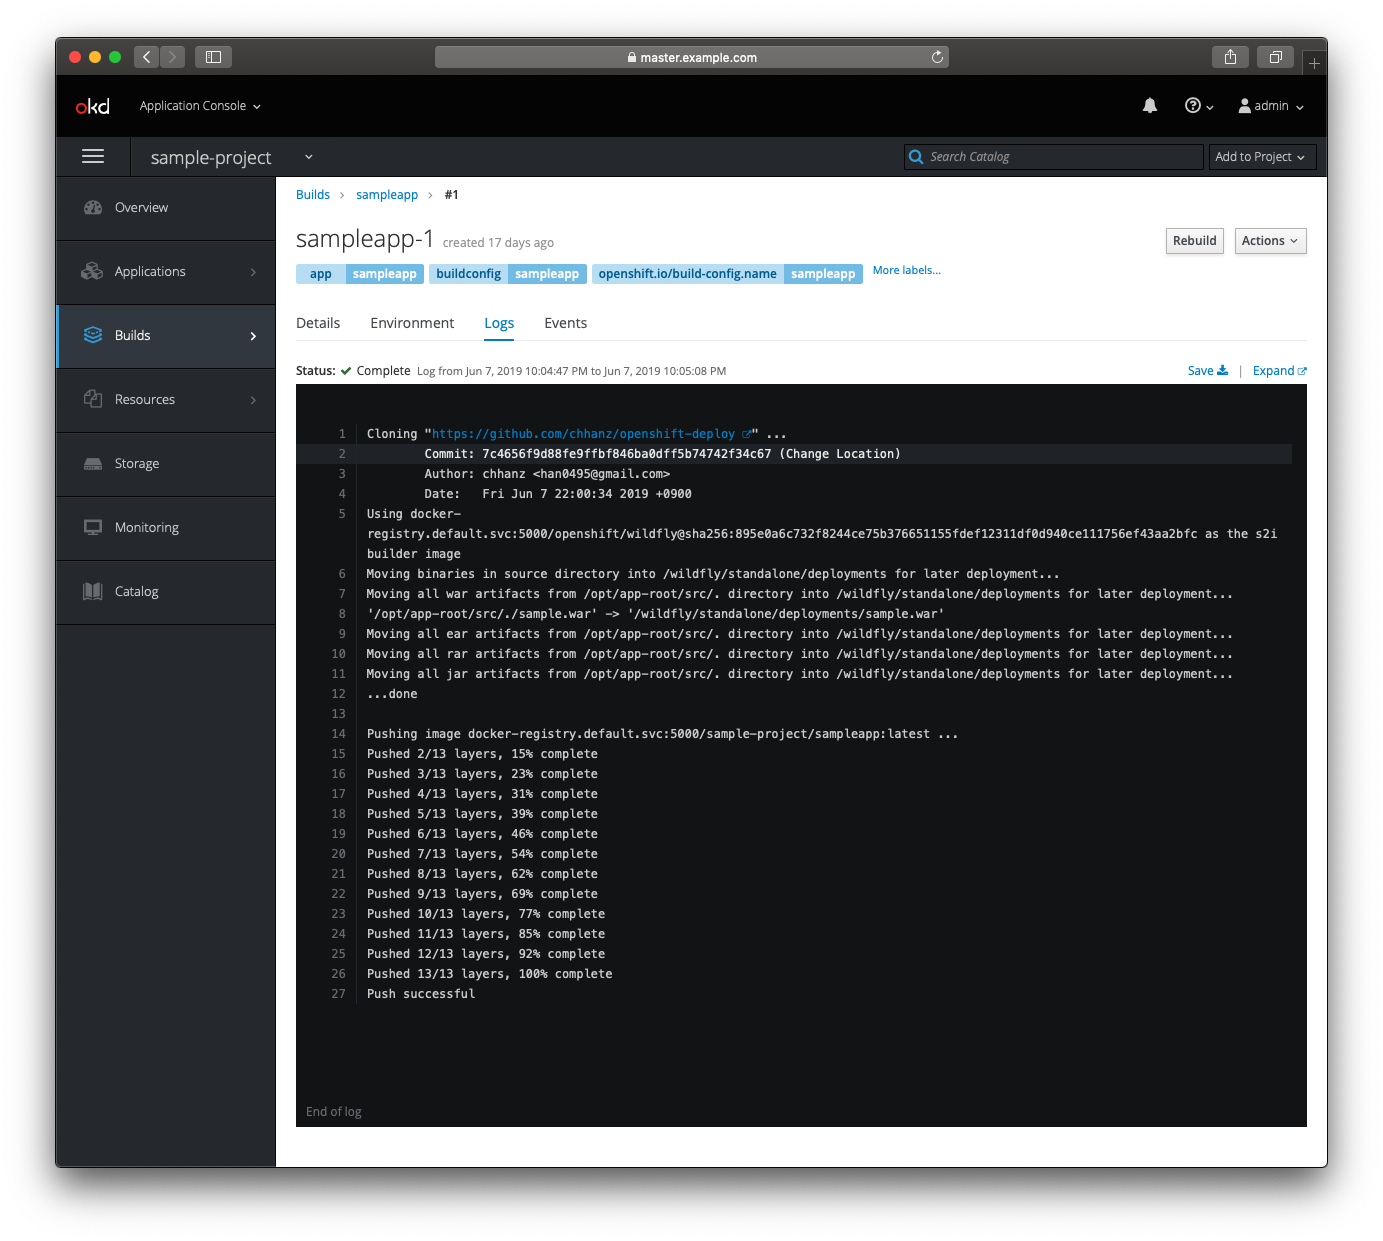 master.example.com
okd Application Console admin
sample-project Search Catalog Add to Project
Overview
Applications
Builds
Resources
Storage
Monitoring
Catalog
Builds > sampleapp > #1
sampleapp-1 created 17 days ago
Rebuild Actions
app sampleapp buildconfig sampleapp openshift.io/build-config.name sampleapp More labels...
Details Environment Logs Events
Status: Complete Log from Jun 7, 2019 10:04:47 PM to Jun 7, 2019 10:05:08 PM Save | Expand
1 Cloning "https://github.com/chhanz/openshift-deploy " ...
2 Commit: 7c4656f9d88fe9ffbf846ba0dff5b74742f34c67 (Change Location)
3 Author: chhanz <han0495@gmail.com>
4 Date: Fri Jun 7 22:00:34 2019 +0900
5 Using docker-
registry.default.svc:5000/openshift/wildfly@sha256:895e0a6c732f8244ce75b376651155fdef12311df0d940ce111756ef43aa2bfc as the s2i
builder image
6 Moving binaries in source directory into /wildfly/standalone/deployments for later deployment...
7 Moving all war artifacts from /opt/app-root/src/. directory into /wildfly/standalone/deployments for later deployment...
8 '/opt/app-root/src/./sample.war' -> '/wildfly/standalone/deployments/sample.war'
9 Moving all ear artifacts from /opt/app-root/src/. directory into /wildfly/standalone/deployments for later deployment...
10 Moving all rar artifacts from /opt/app-root/src/. directory into /wildfly/standalone/deployments for later deployment...
11 Moving all jar artifacts from /opt/app-root/src/. directory into /wildfly/standalone/deployments for later deployment...
12 ...done
13
14 Pushing image docker-registry.default.svc:5000/sample-project/sampleapp:latest ...
15 Pushed 2/13 layers, 15% complete
16 Pushed 3/13 layers, 23% complete
17 Pushed 4/13 layers, 31% complete
18 Pushed 5/13 layers, 39% complete
19 Pushed 6/13 layers, 46% complete
20 Pushed 7/13 layers, 54% complete
21 Pushed 8/13 layers, 62% complete
22 Pushed 9/13 layers, 69% complete
23 Pushed 10/13 layers, 77% complete
24 Pushed 11/13 layers, 85% complete
25 Pushed 12/13 layers, 92% complete
26 Pushed 13/13 layers, 100% complete
27 Push successful
End of log